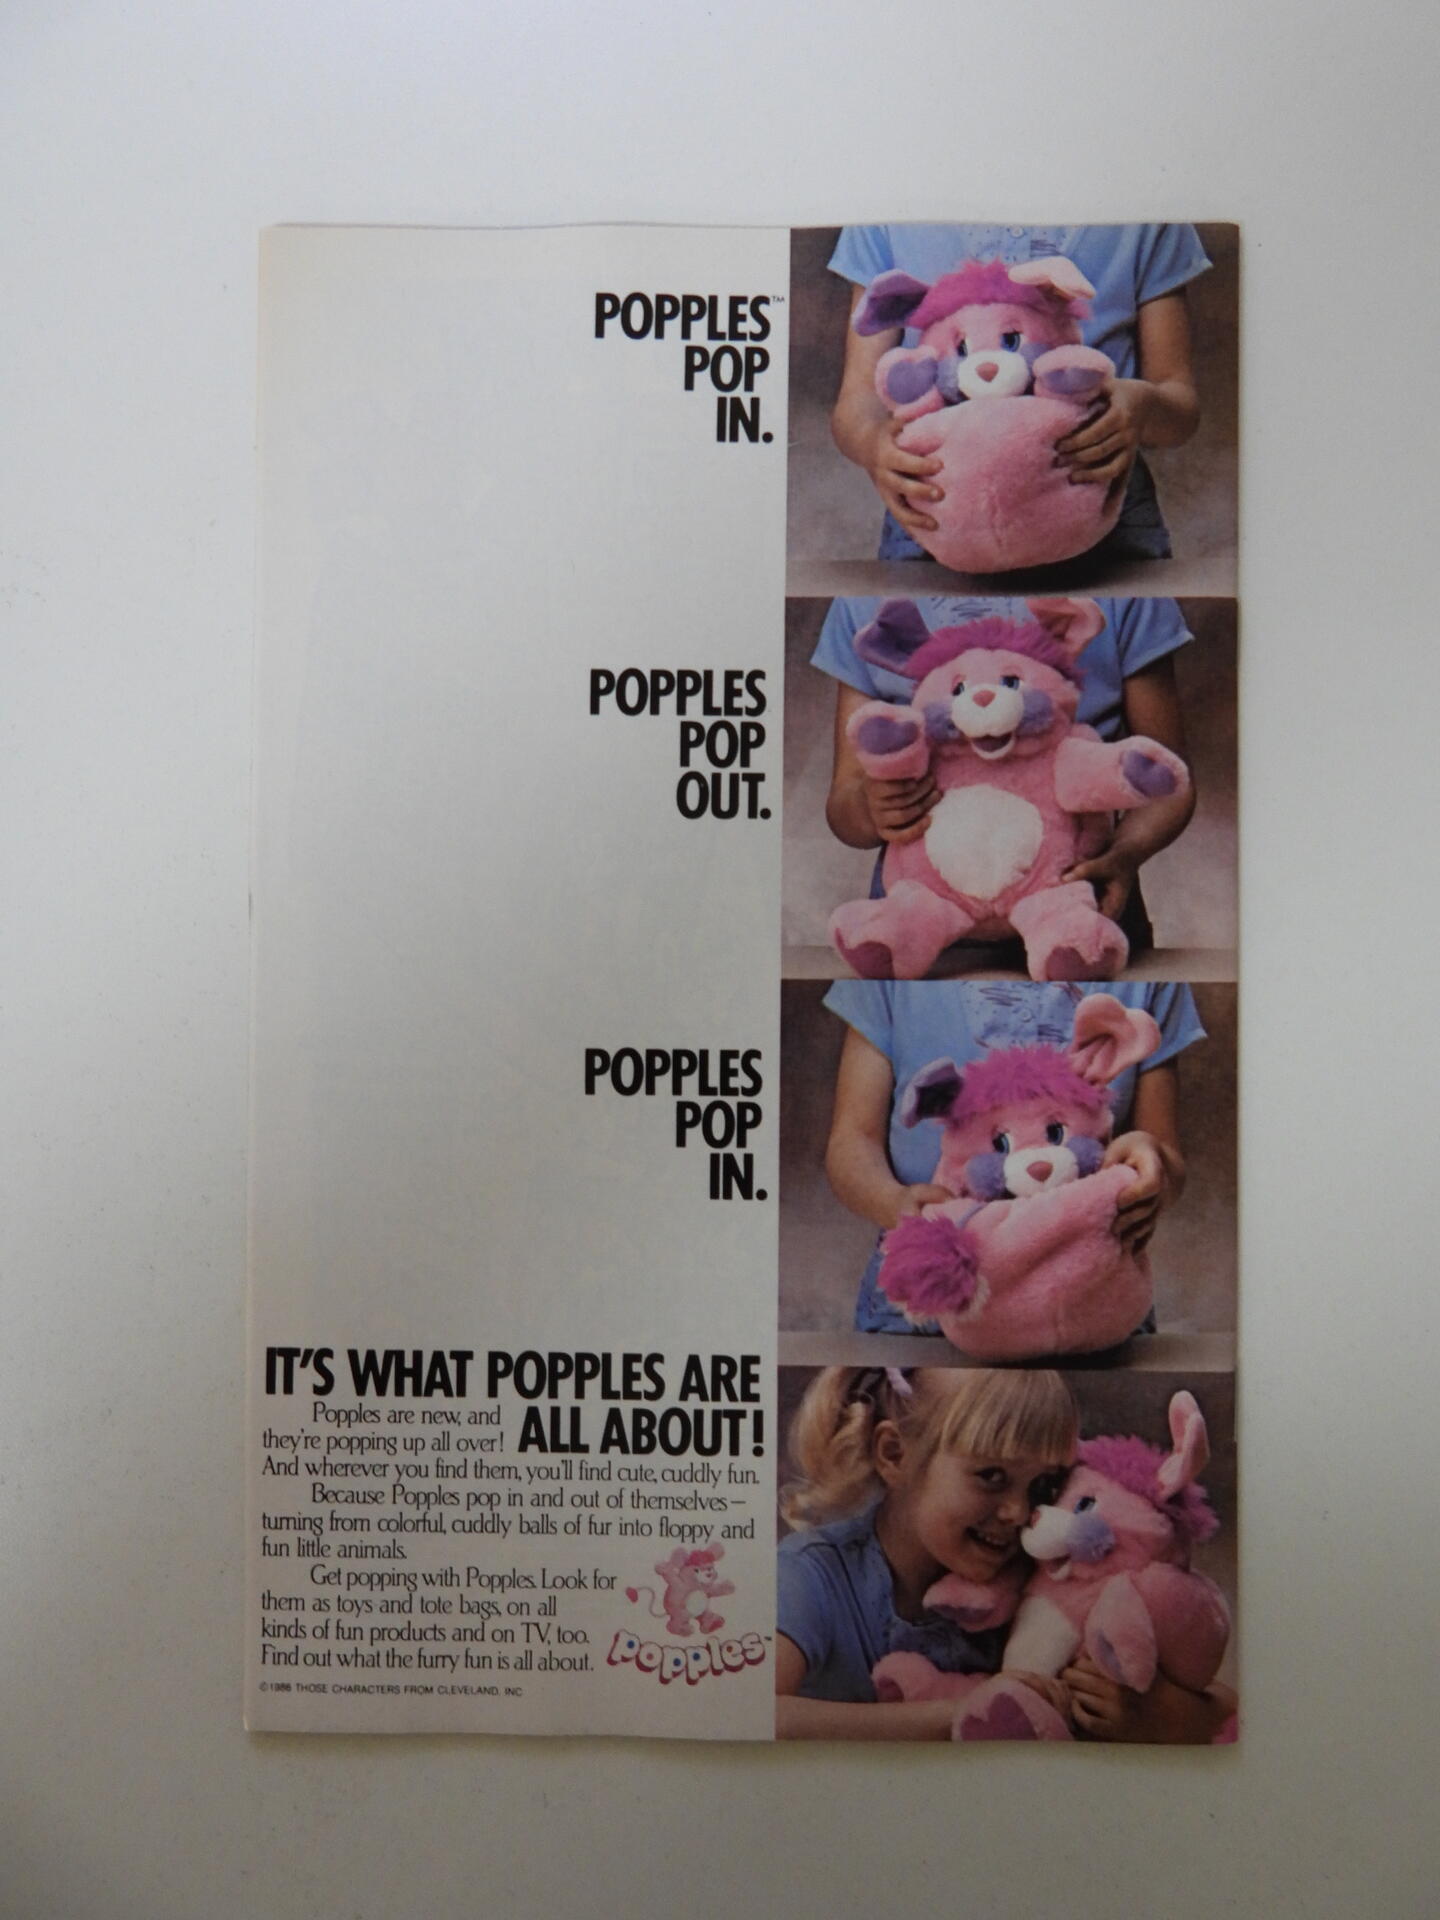 POPPLES™
POP
IN.
POPPLES
POP
OUT.
POPPLES
POP
IN.
IT'S WHAT POPPLES ARE
ALL ABOUT!
Popples are new, and
they're popping up all over!
And wherever you find them, you'll find cute, cuddly fun.
Because Popples pop in and out of themselves—
turning from colorful, cuddly balls of fur into floppy and
fun little animals.
Get popping with Popples. Look for
them as toys and tote bags, on all
kinds of fun products and on TV, too.
Find out what the furry fun is all about.
Popples™
©1986 THOSE CHARACTERS FROM CLEVELAND, INC